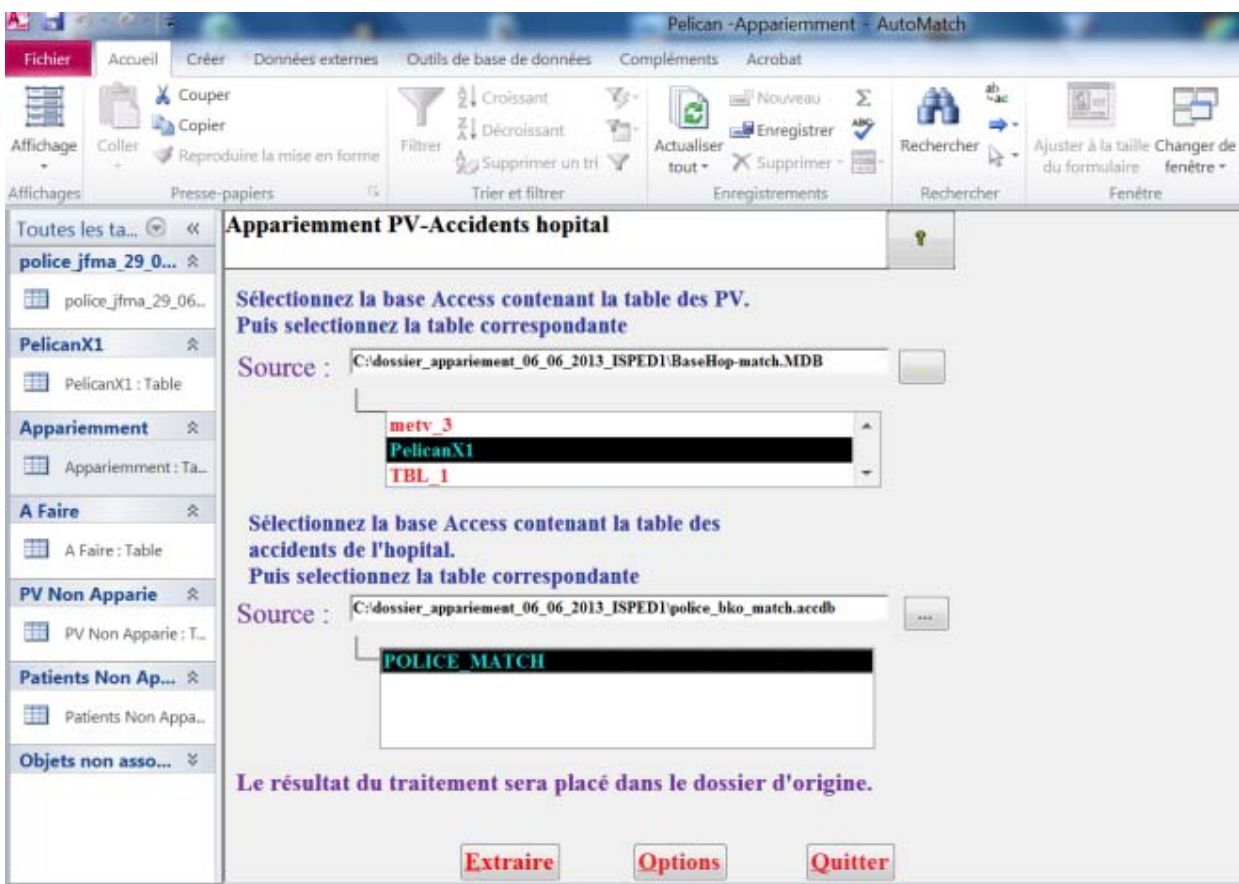 Pelican -Appariemment - AutoMatch
Fichier Accueil Créer Données externes Outils de base de données Compléments Acrobat
Affichage
Coller
Couper
Copier
Reproduire la mise en forme
Filtrer
Croissant
Décroissant
Supprimer un tri
Actualiser
tout
Nouveau
Enregistrer
Supprimer
Rechercher
Ajuster à la taille
du formulaire
Changer de
fenêtre
Affichages Presse-papiers Trier et filtrer Enregistrements Rechercher Fenêtre
Toutes les ta...
police_jfma_29_0...
police_jfma_29_06...
PelicanX1
PelicanX1 : Table
Appariemment
Appariemment : Ta...
A Faire
A Faire : Table
PV Non Apparie
PV Non Apparie : T...
Patients Non Ap...
Patients Non Appa...
Objets non asso...
Appariemment PV-Accidents hopital
Sélectionnez la base Access contenant la table des PV.
Puis selectionnez la table correspondante
Source : C:\dossier_appariement_06_06_2013_ISPED1\BaseHop-match.MDB
metv_3
PelicanX1
TBL_1
Sélectionnez la base Access contenant la table des
accidents de l'hopital.
Puis selectionnez la table correspondante
Source : C:\dossier_appariement_06_06_2013_ISPED1\police_bko_match.accdb
...
POLICE_MATCH
Le résultat du traitement sera placé dans le dossier d'origine.
Extraire Options Quitter